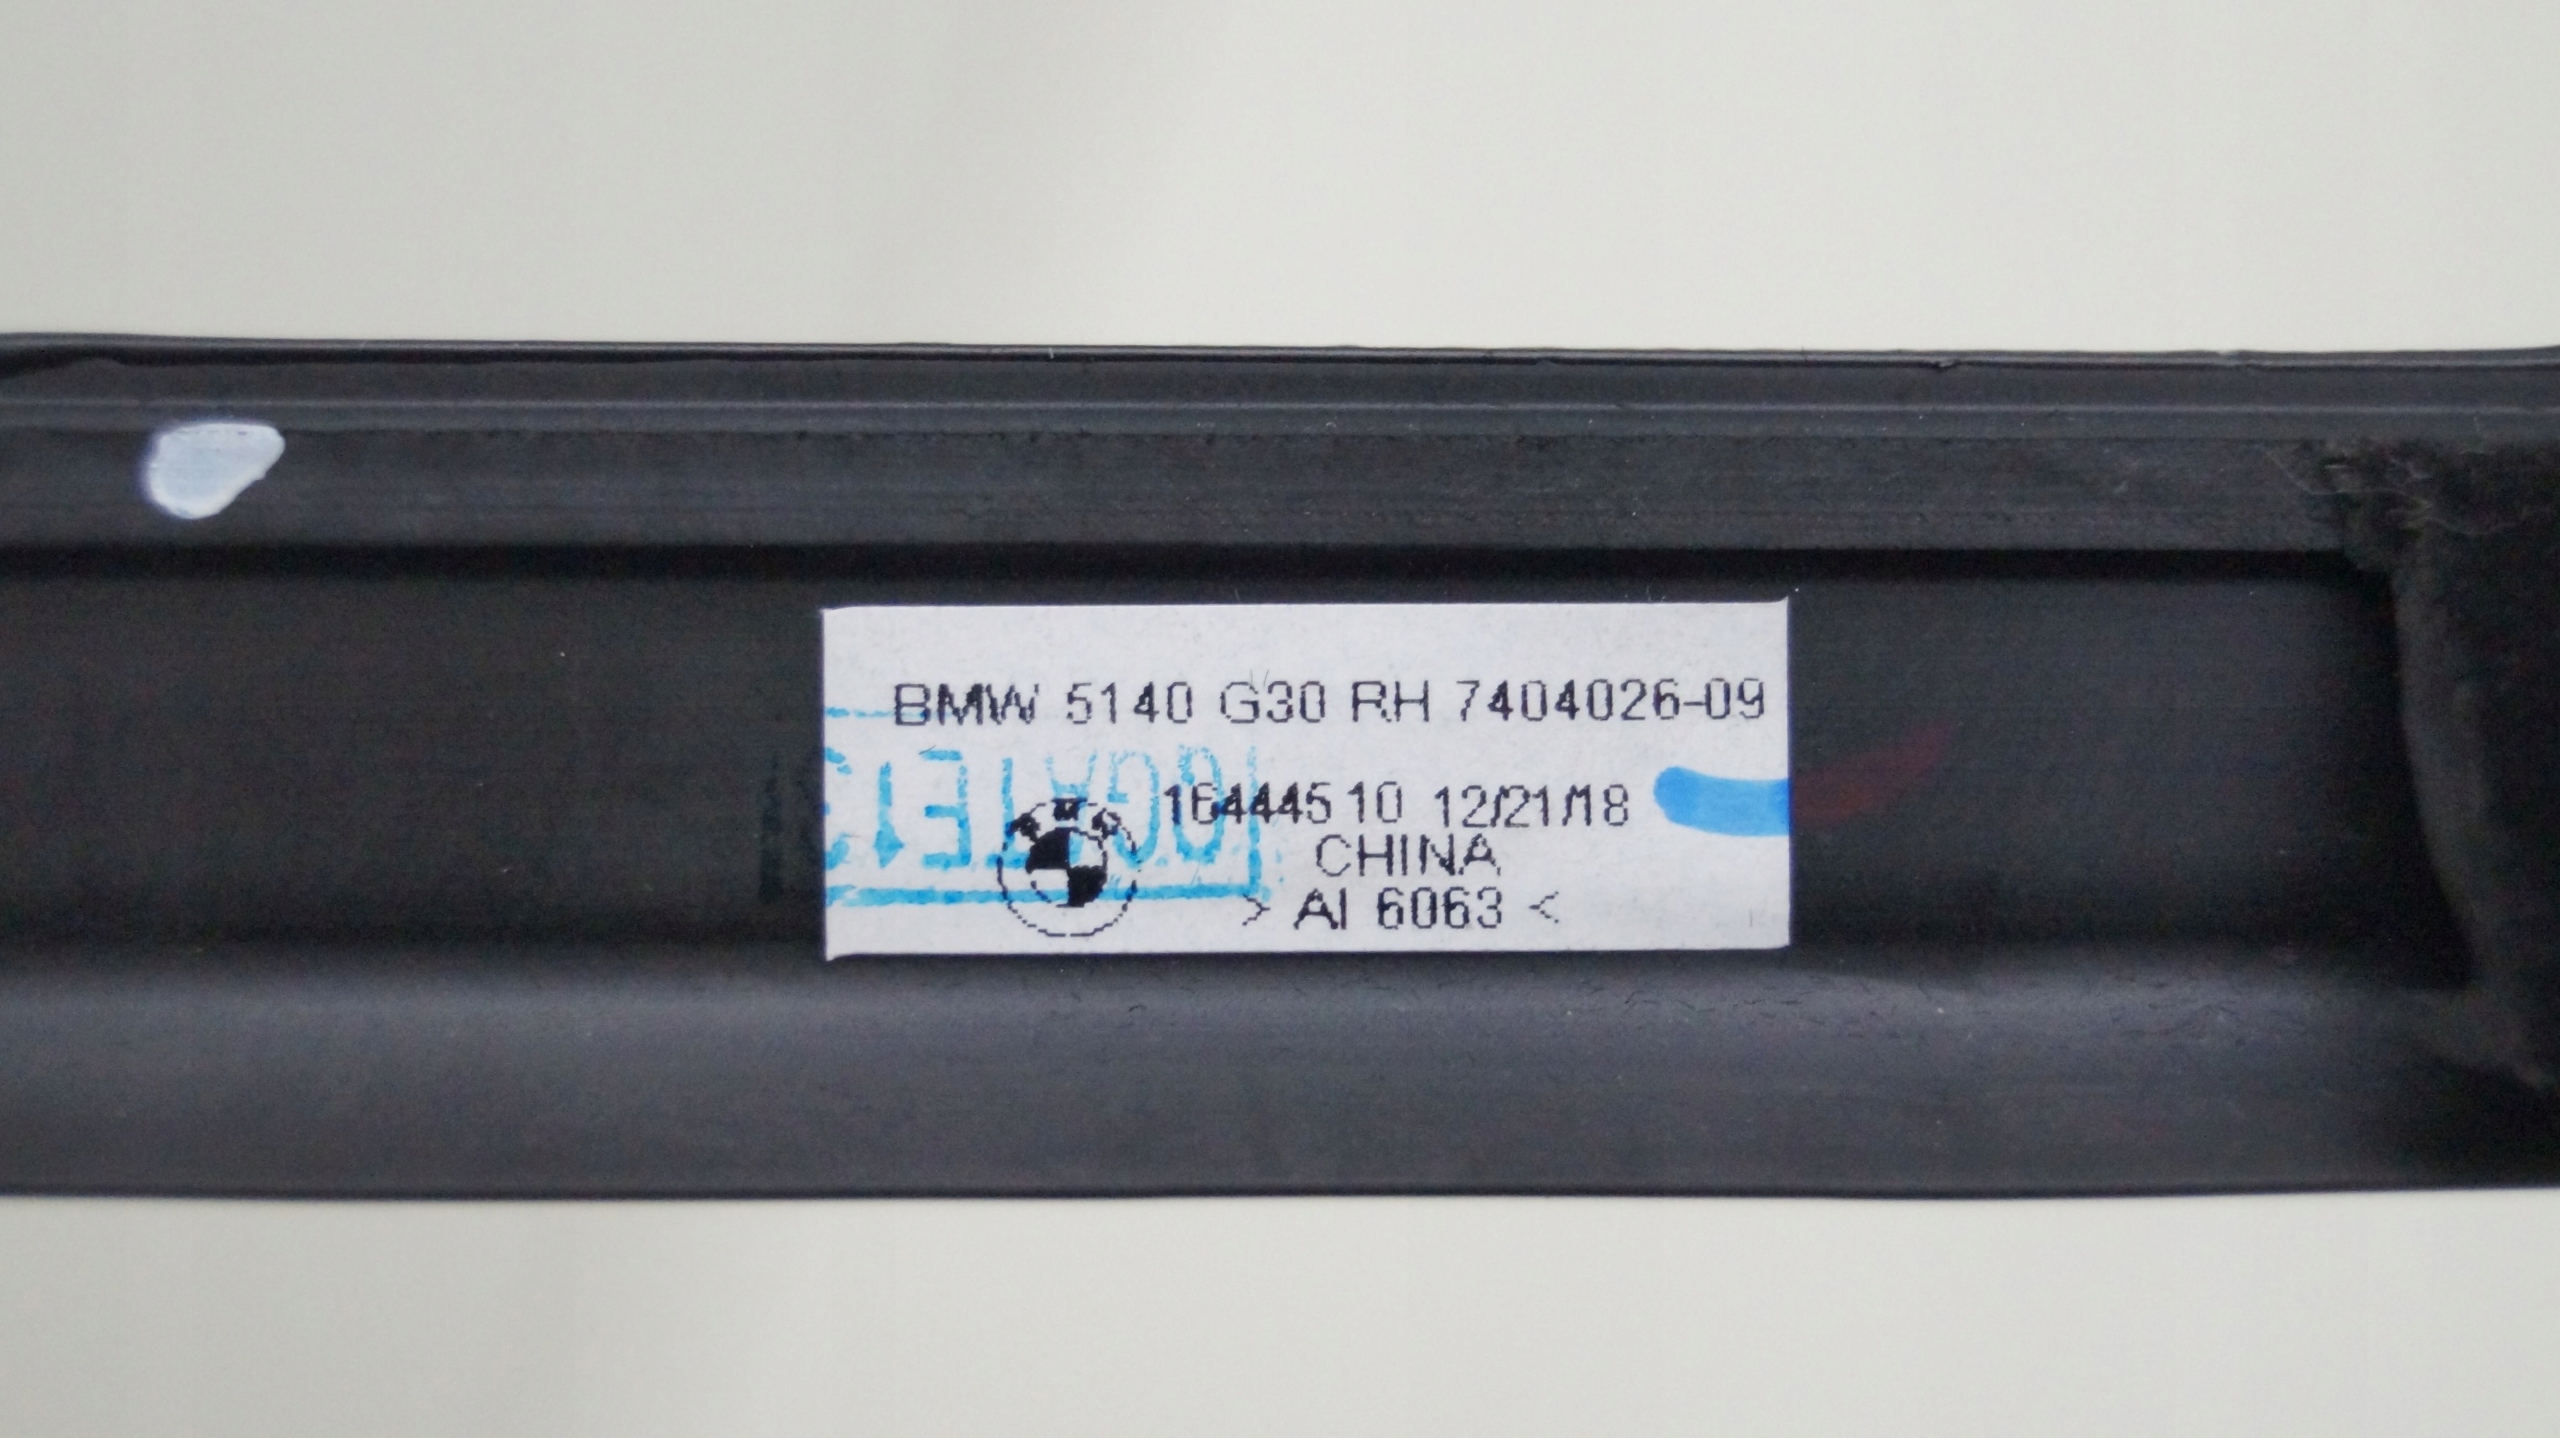 BMW 5140 G30 RH 7404026-09
16444510 12/21/18
CHINA
> Al 6063 <